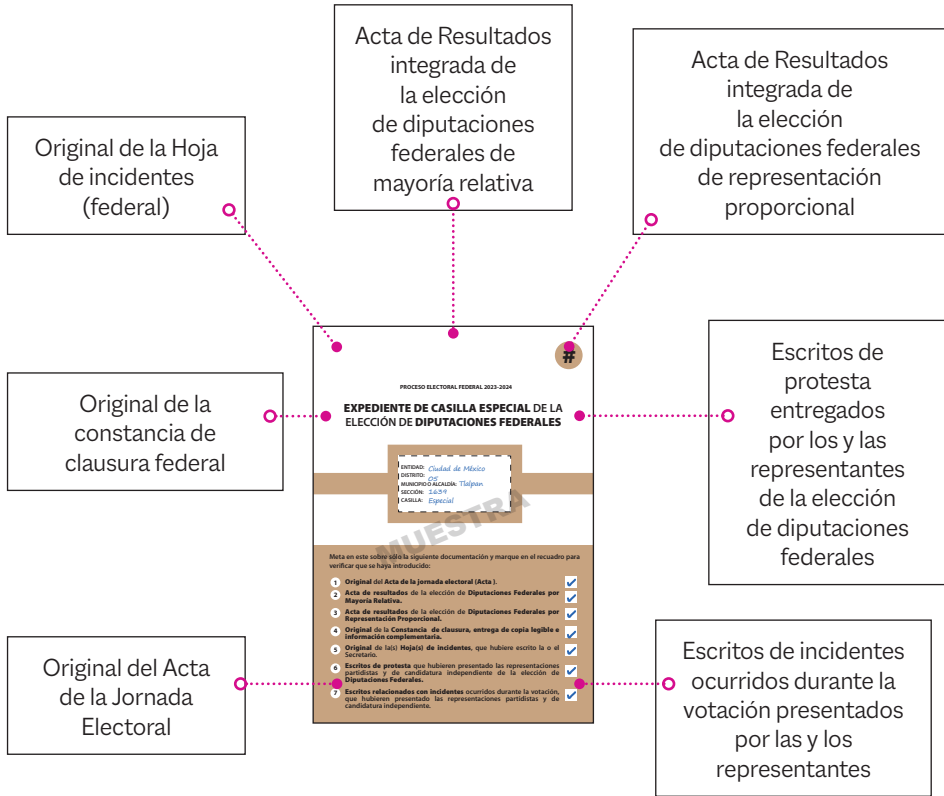 Acta de Resultados
integrada de
la elección
de diputaciones
federales de
mayoría relativa
Acta de Resultados
integrada de
la elección
de diputaciones federales
de representación
proporcional
Original de la Hoja
de incidentes
(federal)
Original de la
constancia de
clausura federal
Escritos de
protesta
entregados
por los y las
representantes
de la elección
de diputaciones
federales
Original del Acta
de la Jornada
Electoral
Escritos de incidentes
ocurridos durante la
votación presentados
por las y los
representantes
#
PROCESO ELECTORAL FEDERAL 2023-2024
EXPEDIENTE DE CASILLA ESPECIAL DE LA
ELECCIÓN DE DIPUTACIONES FEDERALES
ENTIDAD: Ciudad de México
DISTRITO: 05
MUNICIPIO O ALCALDÍA: Tlalpan
SECCIÓN: 1639
CASILLA: Especial
MUESTRA
Meta en este sobre sólo la siguiente documentación y marque en el recuadro para
verificar que se haya introducido:
1 Original del Acta de la jornada electoral (Acta ).
2 Acta de resultados de la elección de Diputaciones Federales por
Mayoría Relativa.
3 Acta de resultados de la elección de Diputaciones Federales por
Representación Proporcional.
4 Original de la Constancia de clausura, entrega de copia legible e
información complementaria.
5 Original de la(s) Hoja(s) de incidentes, que hubiere escrito la o el
Secretario.
6 Escritos de protesta que hubieren presentado las representaciones
partidistas y de candidatura independiente de la elección de
Diputaciones Federales.
7 Escritos relacionados con incidentes ocurridos durante la votación,
que hubieren presentado las representaciones partidistas y de
candidatura independiente.